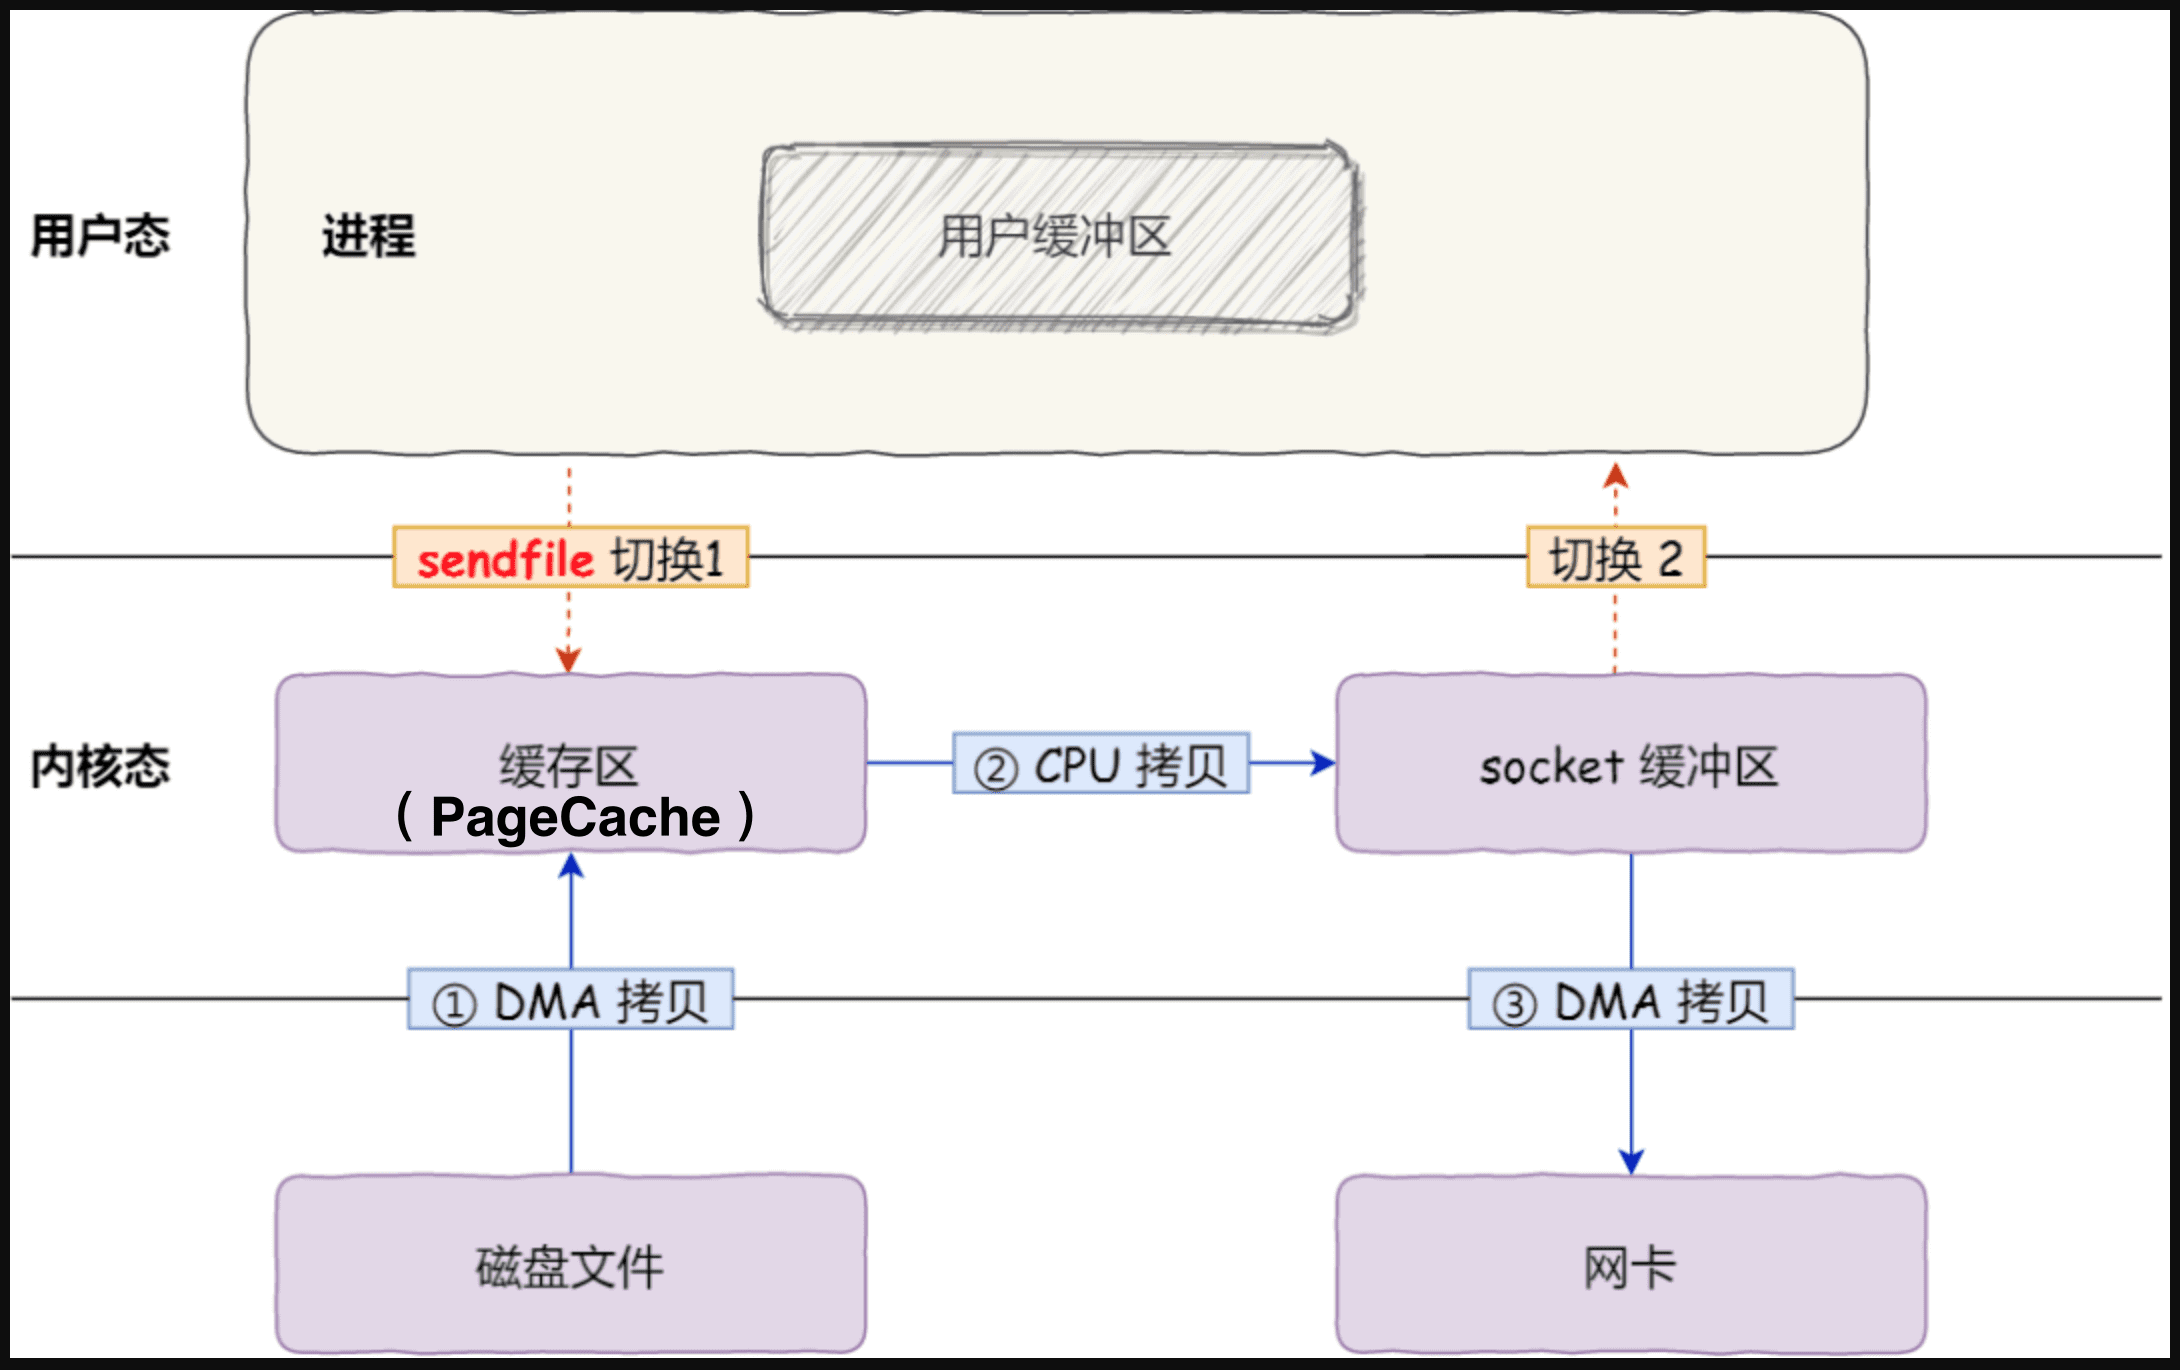 用户态
进程
用户缓冲区
sendfile 切换1
切换 2
内核态
缓存区
( PageCache )
② CPU 拷贝
socket 缓冲区
① DMA 拷贝
③ DMA 拷贝
磁盘文件
网卡